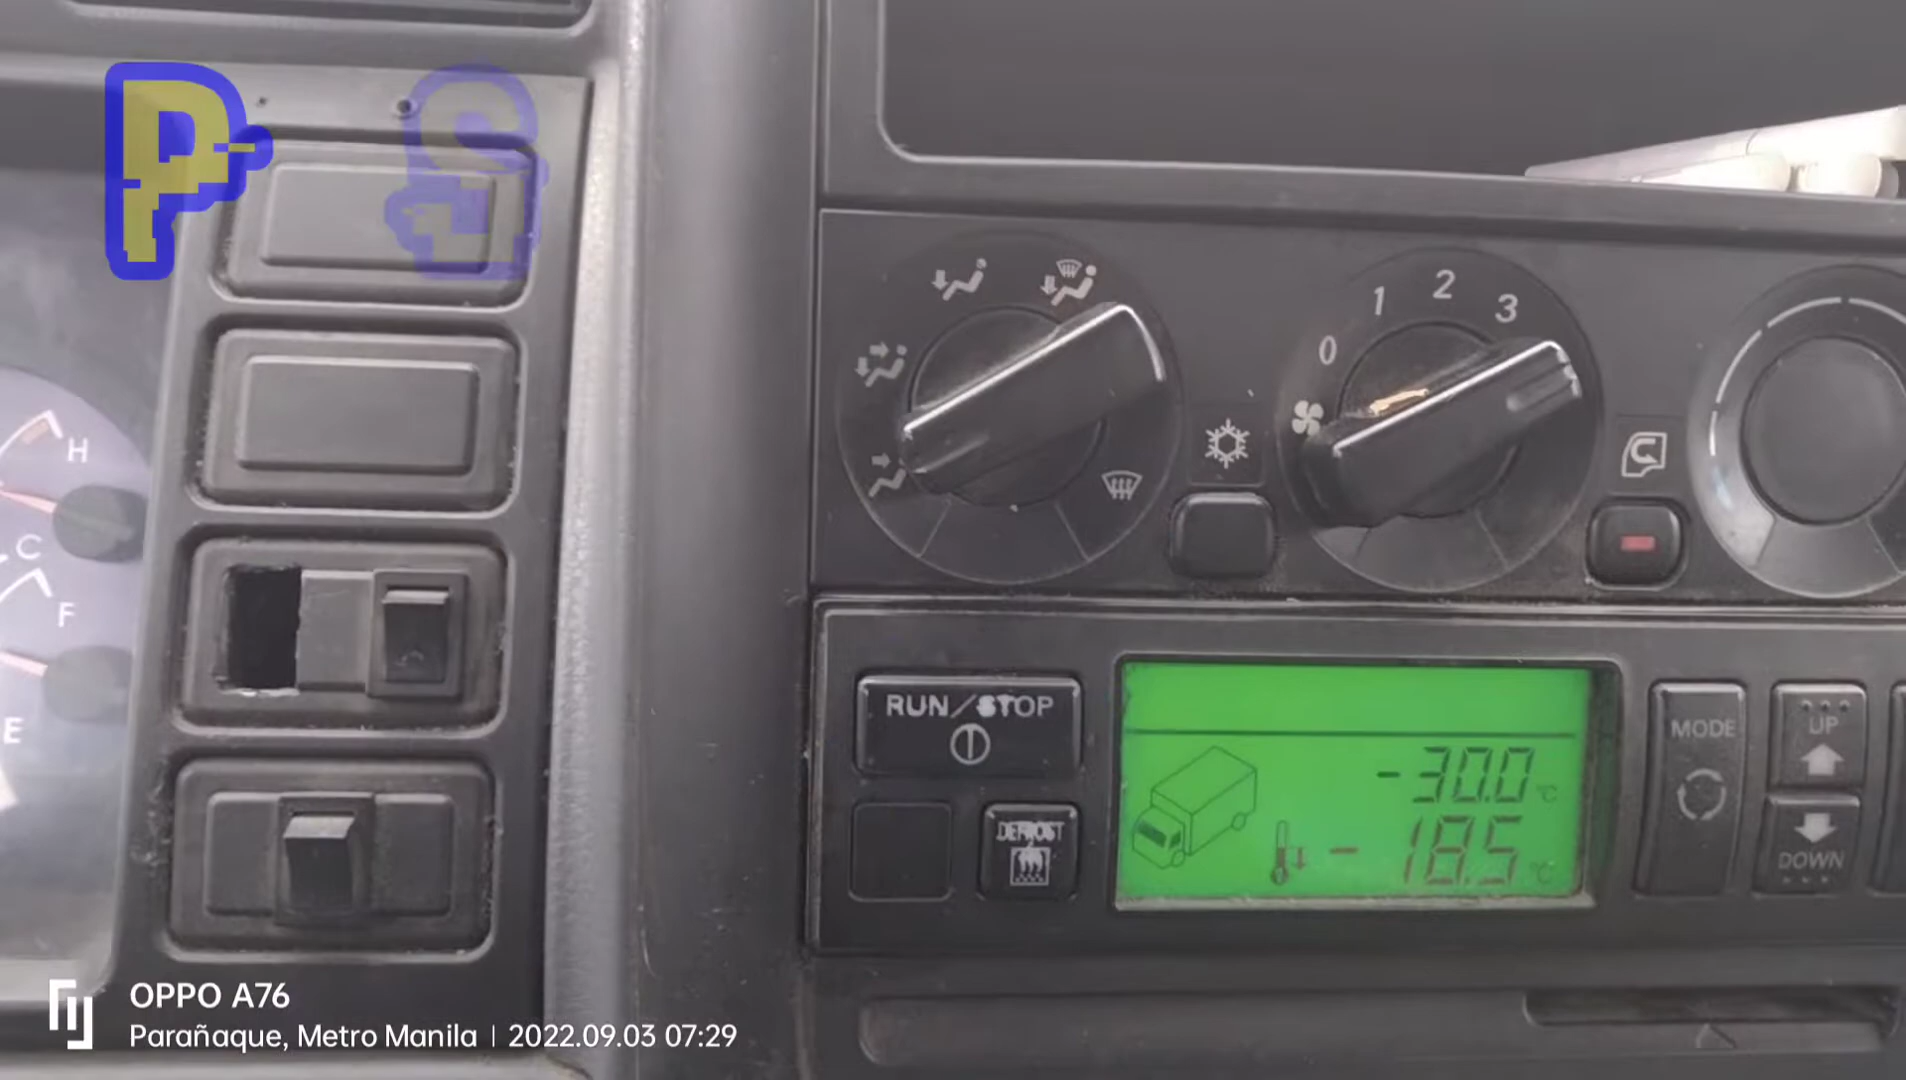 P
H
C
F
E
0 1 2 3
RUN/STOP
DEFROST
-30.0 °C
-18.5 °C
MODE
UP
DOWN
OPPO A76
Parañaque, Metro Manila | 2022.09.03 07:29